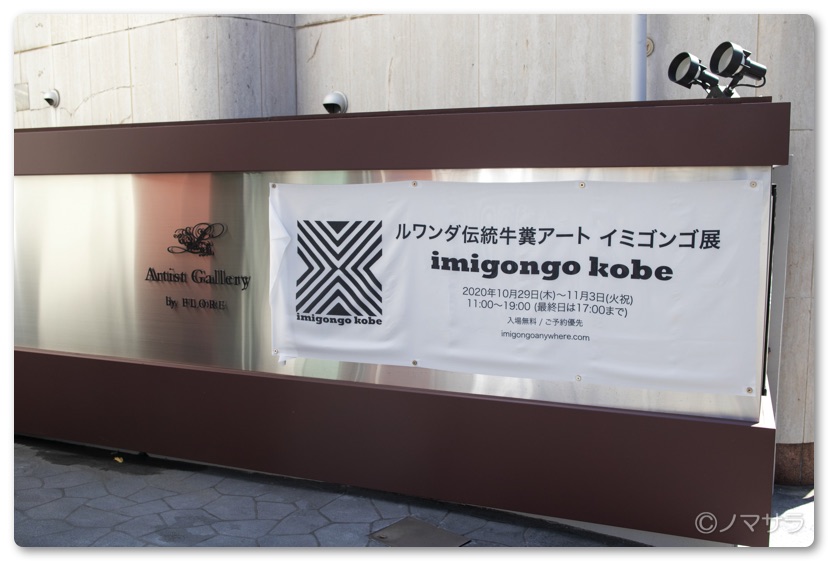 Artist Gallery
By FLORE
imigongo kobe
ルワンダ伝統牛糞アート イミゴンゴ展
imigongo kobe
2020年10月29日(木)～11月3日(火祝)
11:00～19:00 (最終日は17:00まで)
入場無料 / ご予約優先
imigongoanywhere.com
©ノマサラ